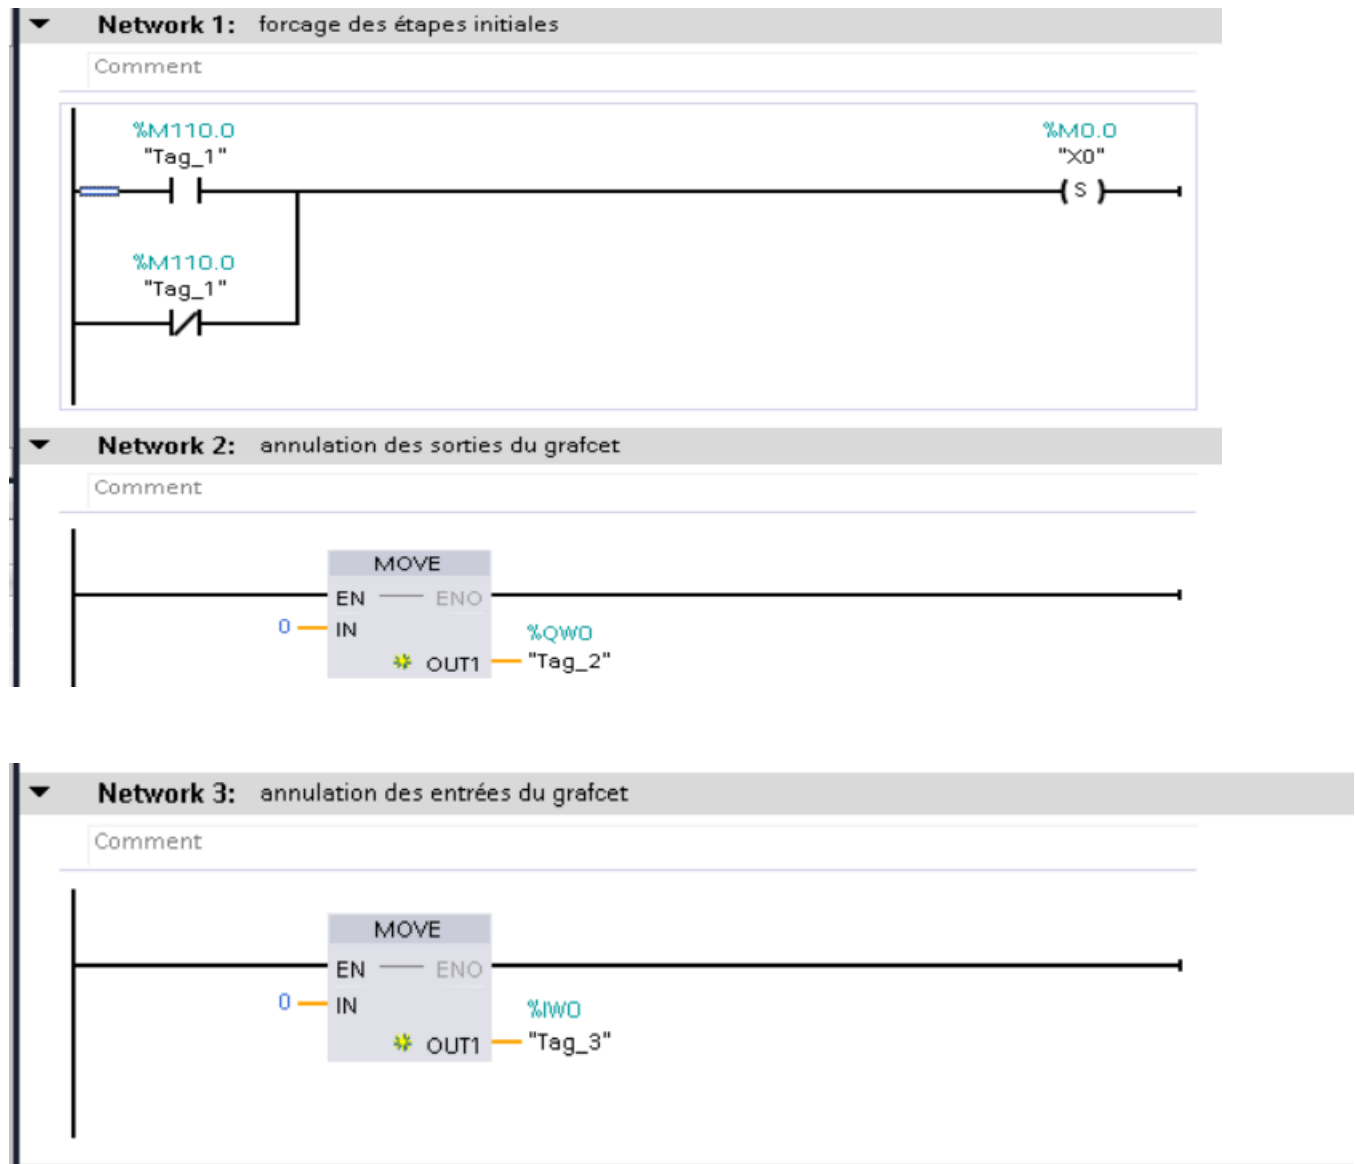 Network 1: forcage des étapes initiales
Comment
%M110.0
"Tag_1"
%M0.0
"X0"
S
%M110.0
"Tag_1"
Network 2: annulation des sorties du grafcet
Comment
MOVE
EN ENO
0 IN
%QW0
OUT1 "Tag_2"
Network 3: annulation des entrées du grafcet
Comment
MOVE
EN ENO
0 IN
%IW0
OUT1 "Tag_3"